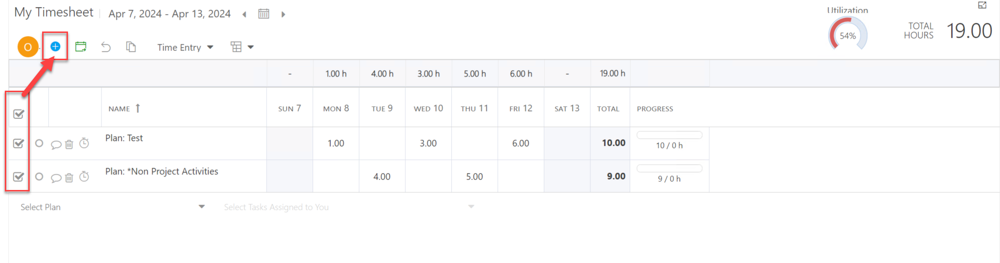 My Timesheet
Apr 7, 2024 - Apr 13, 2024
Utilization
54%
TOTAL
HOURS
19.00
O
Time Entry
- 1.00 h 4.00 h 3.00 h 5.00 h 6.00 h - 19.00 h
NAME SUN 7 MON 8 TUE 9 WED 10 THU 11 FRI 12 SAT 13 TOTAL PROGRESS
Plan: Test 1.00 3.00 6.00 10.00
10 / 0 h
Plan: *Non Project Activities 4.00 5.00 9.00
9 / 0 h
Select Plan Select Tasks Assigned to You